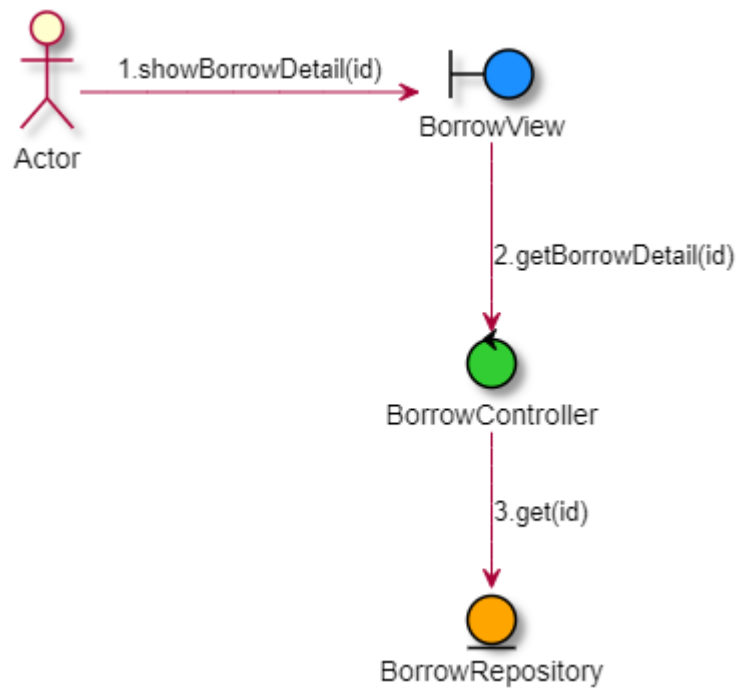 1.showBorrowDetail(id)
Actor
BorrowView
2.getBorrowDetail(id)
BorrowController
3.get(id)
BorrowRepository